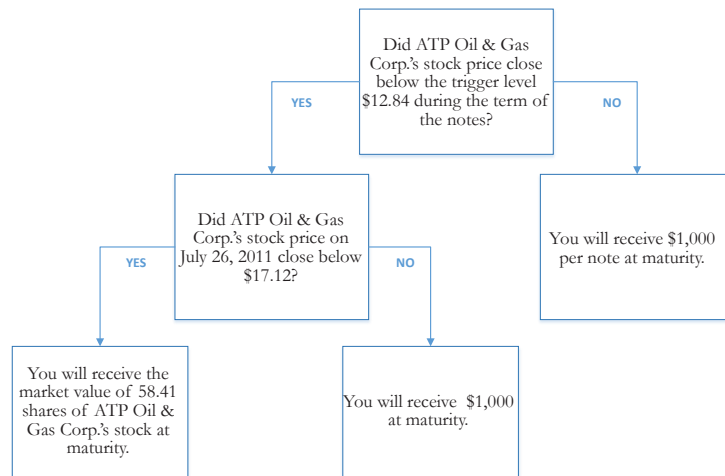 Did ATP Oil & Gas
Corp.'s stock price close
below the trigger level
$12.84 during the term of
the notes?
YES
NO
Did ATP Oil & Gas
Corp.'s stock price on
July 26, 2011 close below
$17.12?
You will receive $1,000
per note at maturity.
YES
NO
You will receive the
market value of 58.41
shares of ATP Oil &
Gas Corp.'s stock at
maturity.
You will receive $1,000
at maturity.